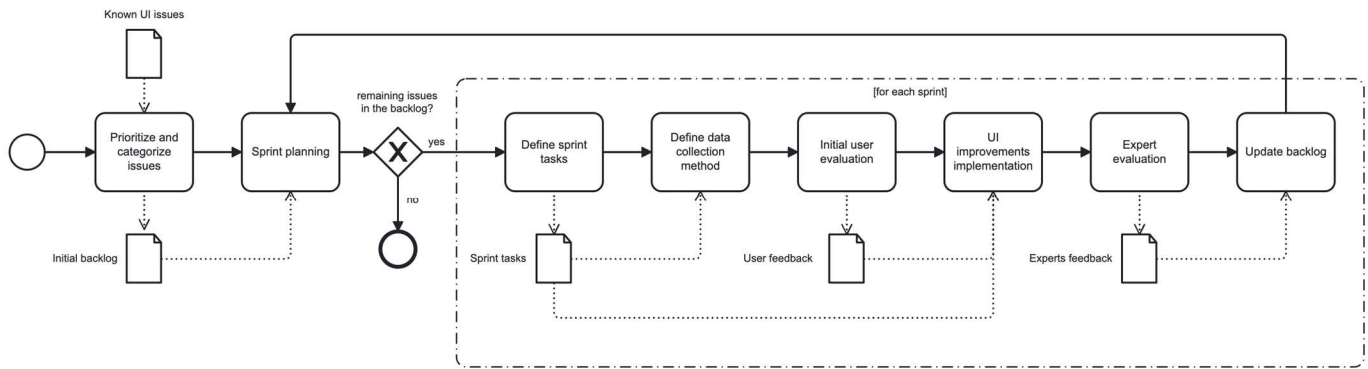 Known UI issues
remaining issues
in the backlog?
[for each sprint]
Prioritize and
categorize
issues
Sprint planning
yes
Define sprint
tasks
Define data
collection
method
Initial user
evaluation
UI
improvements
implementation
Expert
evaluation
Update backlog
no
Initial backlog
Sprint tasks
User feedback
Experts feedback